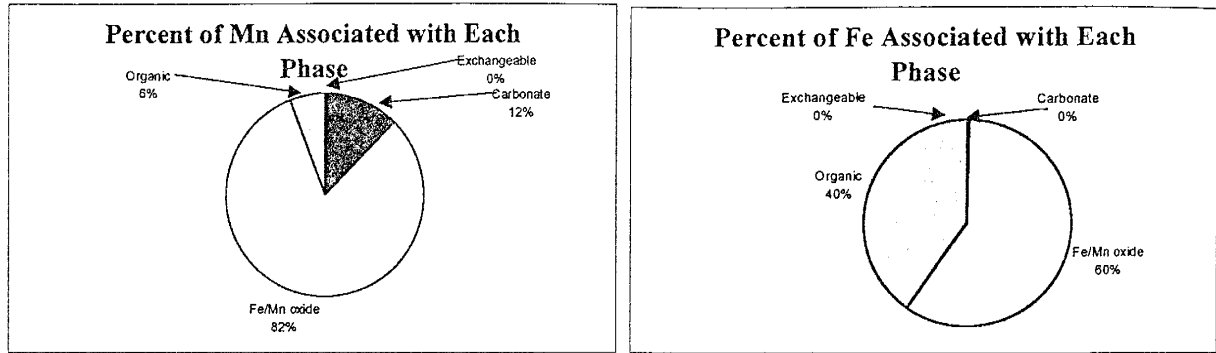 Percent of Mn Associated with Each
Phase
Exchangeable
0%
Organic
6%
Carbonate
12%
Fe/Mn oxide
82%
Percent of Fe Associated with Each
Phase
Exchangeable
0%
Carbonate
0%
Organic
40%
Fe/Mn oxide
60%